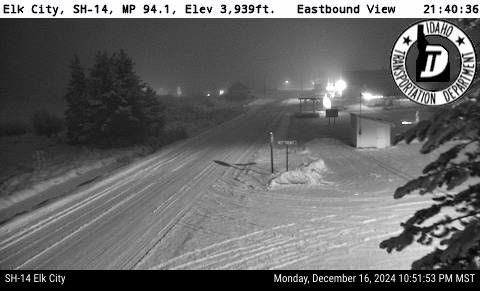 Elk City, SH-14, MP 94.1, Elev 3,939ft. Eastbound View 21:40:36
IDAHO
TRANSPORTATION DEPARTMENT
SH-14 Elk City
Monday, December 16, 2024 10:51:53 PM MST